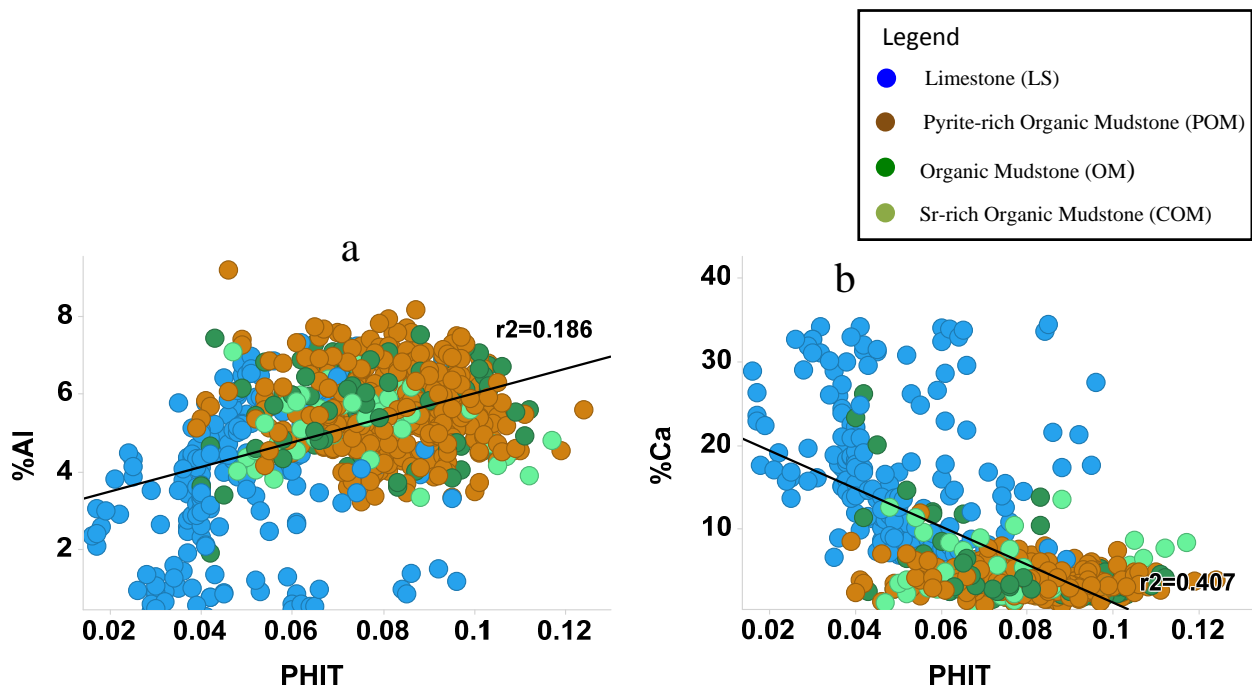 Legend
Limestone (LS)
Pyrite-rich Organic Mudstone (POM)
Organic Mudstone (OM)
Sr-rich Organic Mudstone (COM)
a
%Al
8
6
4
2
r2=0.186
0.02 0.04 0.06 0.08 0.1 0.12
PHIT
b
%Ca
40
30
20
10
r2=0.407
0.02 0.04 0.06 0.08 0.1 0.12
PHIT